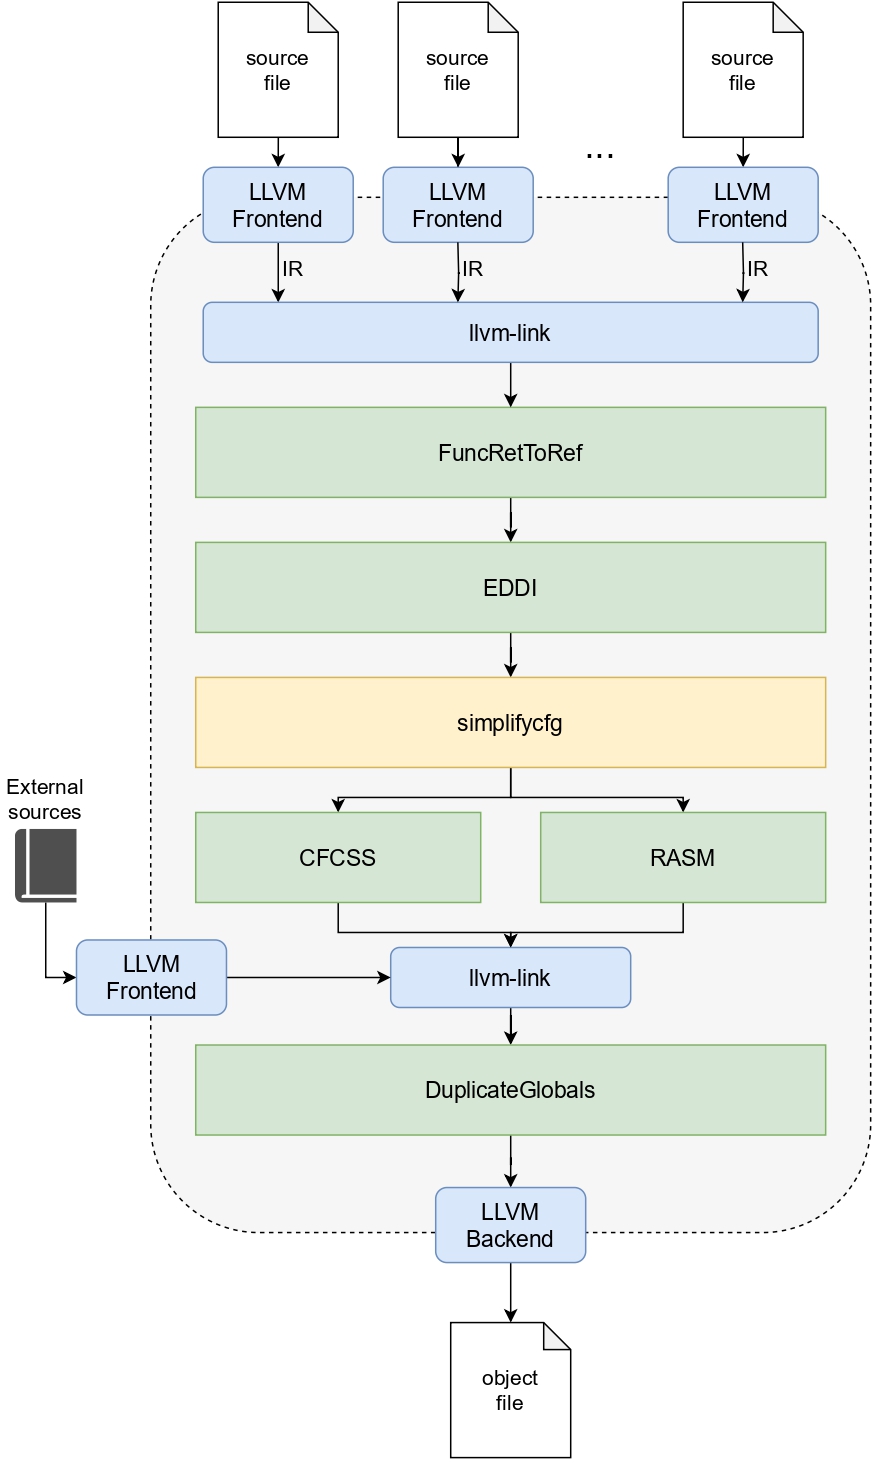 source
file
source
file
source
file
...
LLVM
Frontend
LLVM
Frontend
LLVM
Frontend
IR
IR
IR
llvm-link
FuncRetToRef
EDDI
simplifycfg
External
sources
CFCSS
RASM
LLVM
Frontend
llvm-link
DuplicateGlobals
LLVM
Backend
object
file